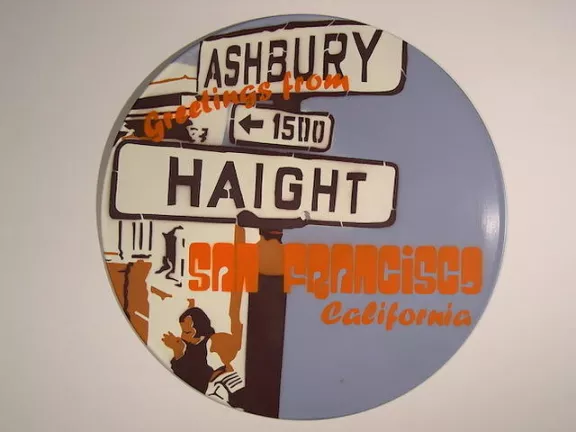 ASHBURY
Greetings from
← 1500
HAIGHT
SAN FRANCISCO
California